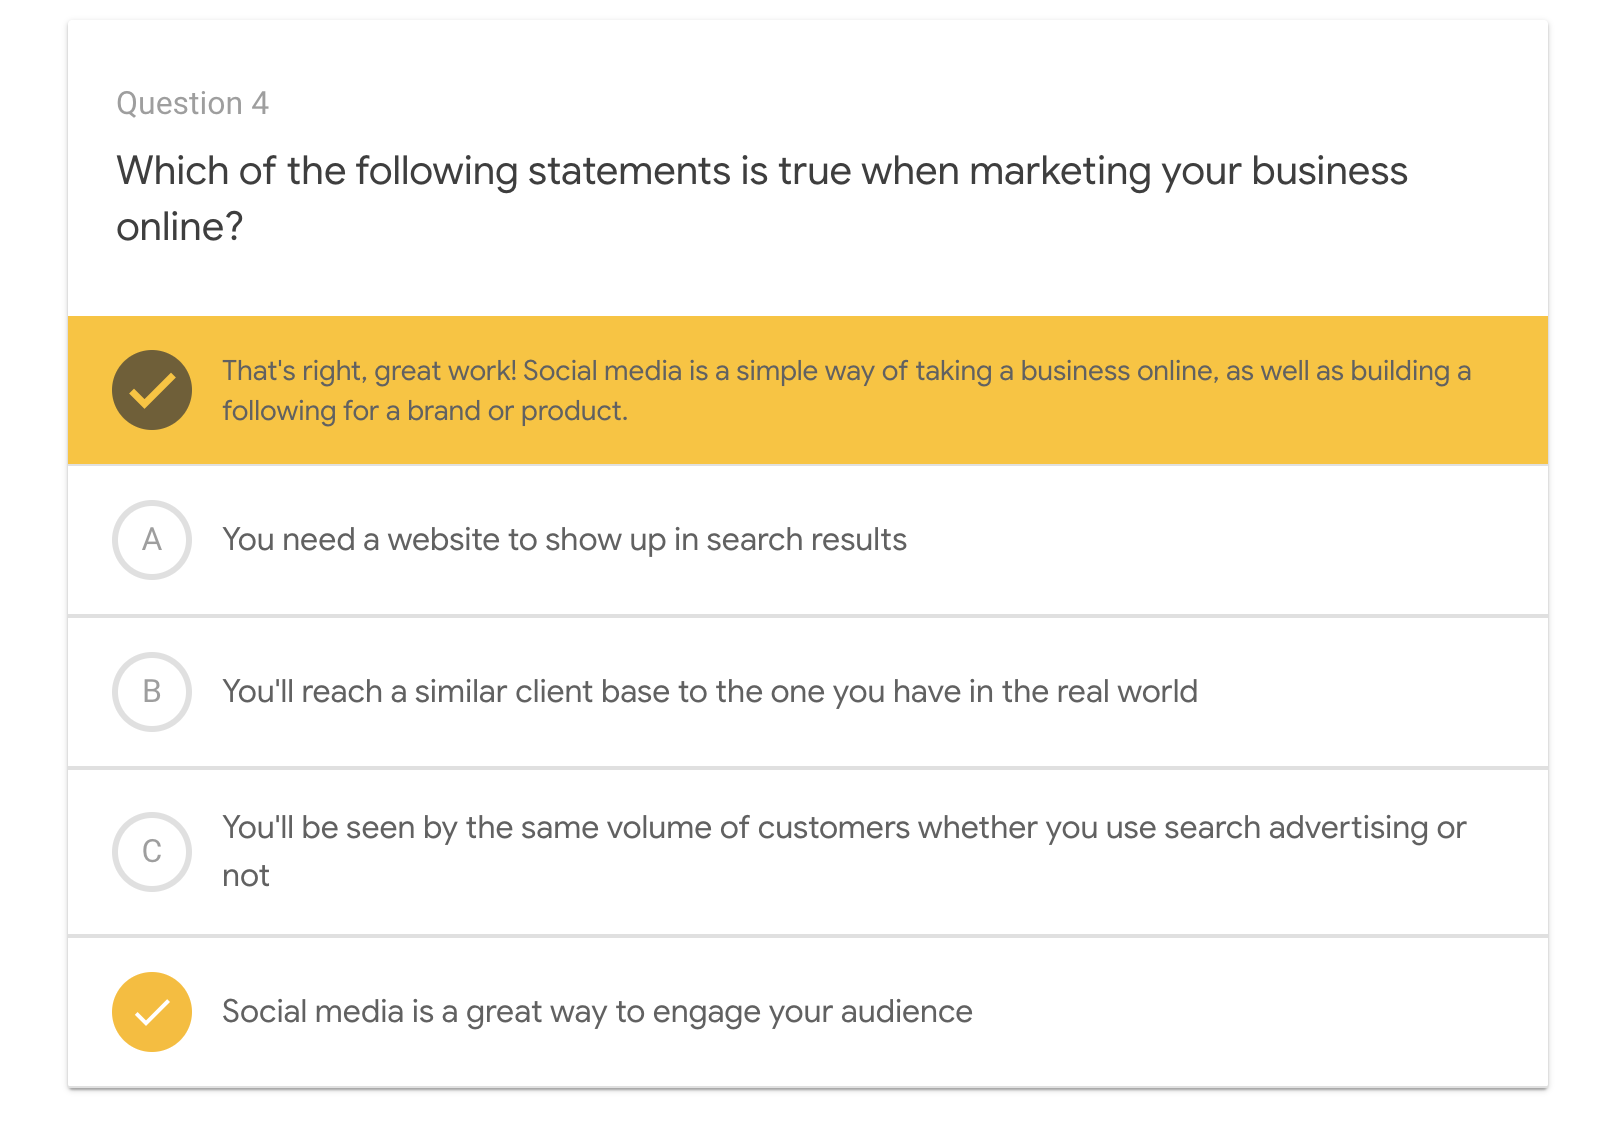 Question 4
Which of the following statements is true when marketing your business
online?
That's right, great work! Social media is a simple way of taking a business online, as well as building a
following for a brand or product.
A
You need a website to show up in search results
B
You'll reach a similar client base to the one you have in the real world
C
You'll be seen by the same volume of customers whether you use search advertising or
not
Social media is a great way to engage your audience